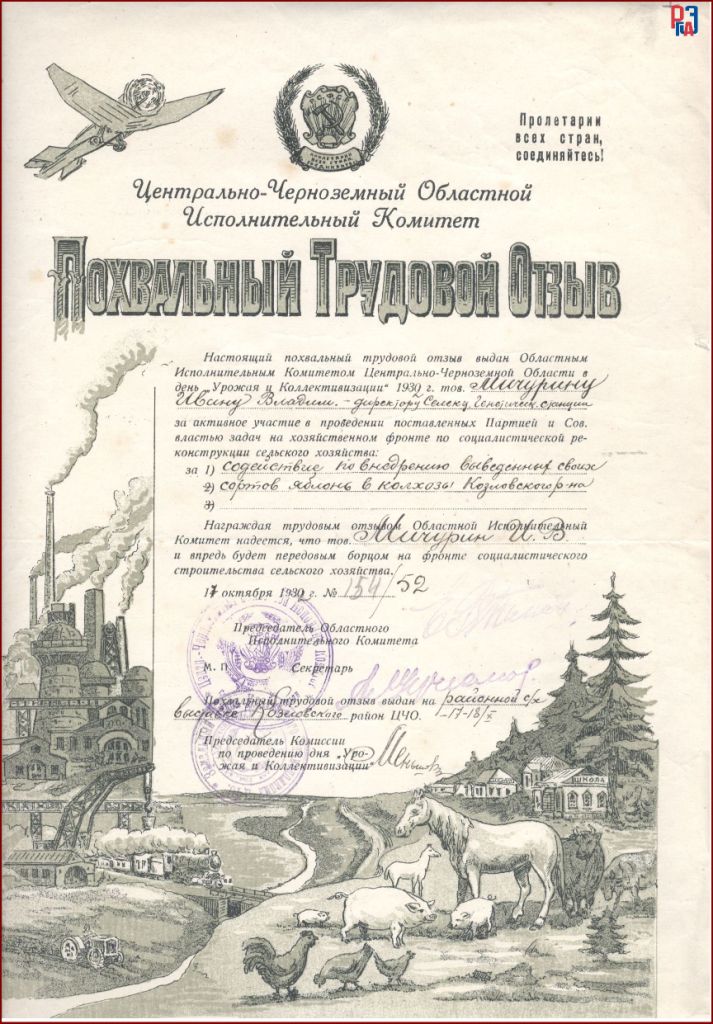 РГАЭ
Пролетарии
всех стран,
соединяйтесь!
Центрально-Черноземный Областной
Исполнительный Комитет
Похвальный Трудовой Отзыв
Настоящий похвальный трудовой отзыв выдан Областным
Исполнительным Комитетом Центрально-Черноземной Области в
день „Урожая и Коллективизации" 1932 г. тов. Мичурину
Ивану Владим. – директору Селекц. Генетическ. станции
за активное участие в проведении поставленных Партией и Сов.
властью задач на хозяйственном фронте по социалистической ре-
конструкции сельского хозяйства:
за 1) содействие по внедрению выведенных своих
2) сортов яблонь в колхозы Козловского р-на
3)
Награждая трудовым отзывом Областной Исполнительный
Комитет надеется, что тов. Мичурин И. В.
и впредь будет передовым борцом на фронте социалистического
строительства сельского хозяйства.
17 октября 1932 г. № 154/52
Председатель Областного
Исполнительного Комитета
М. П. Секретарь
Похвальный трудовой отзыв выдан на районной с/х
выставке Козловского район ЦЧО. -17-18/X
Председатель Комиссии
по проведению дня „Уро-
жая и Коллективизации"
ШКОЛА